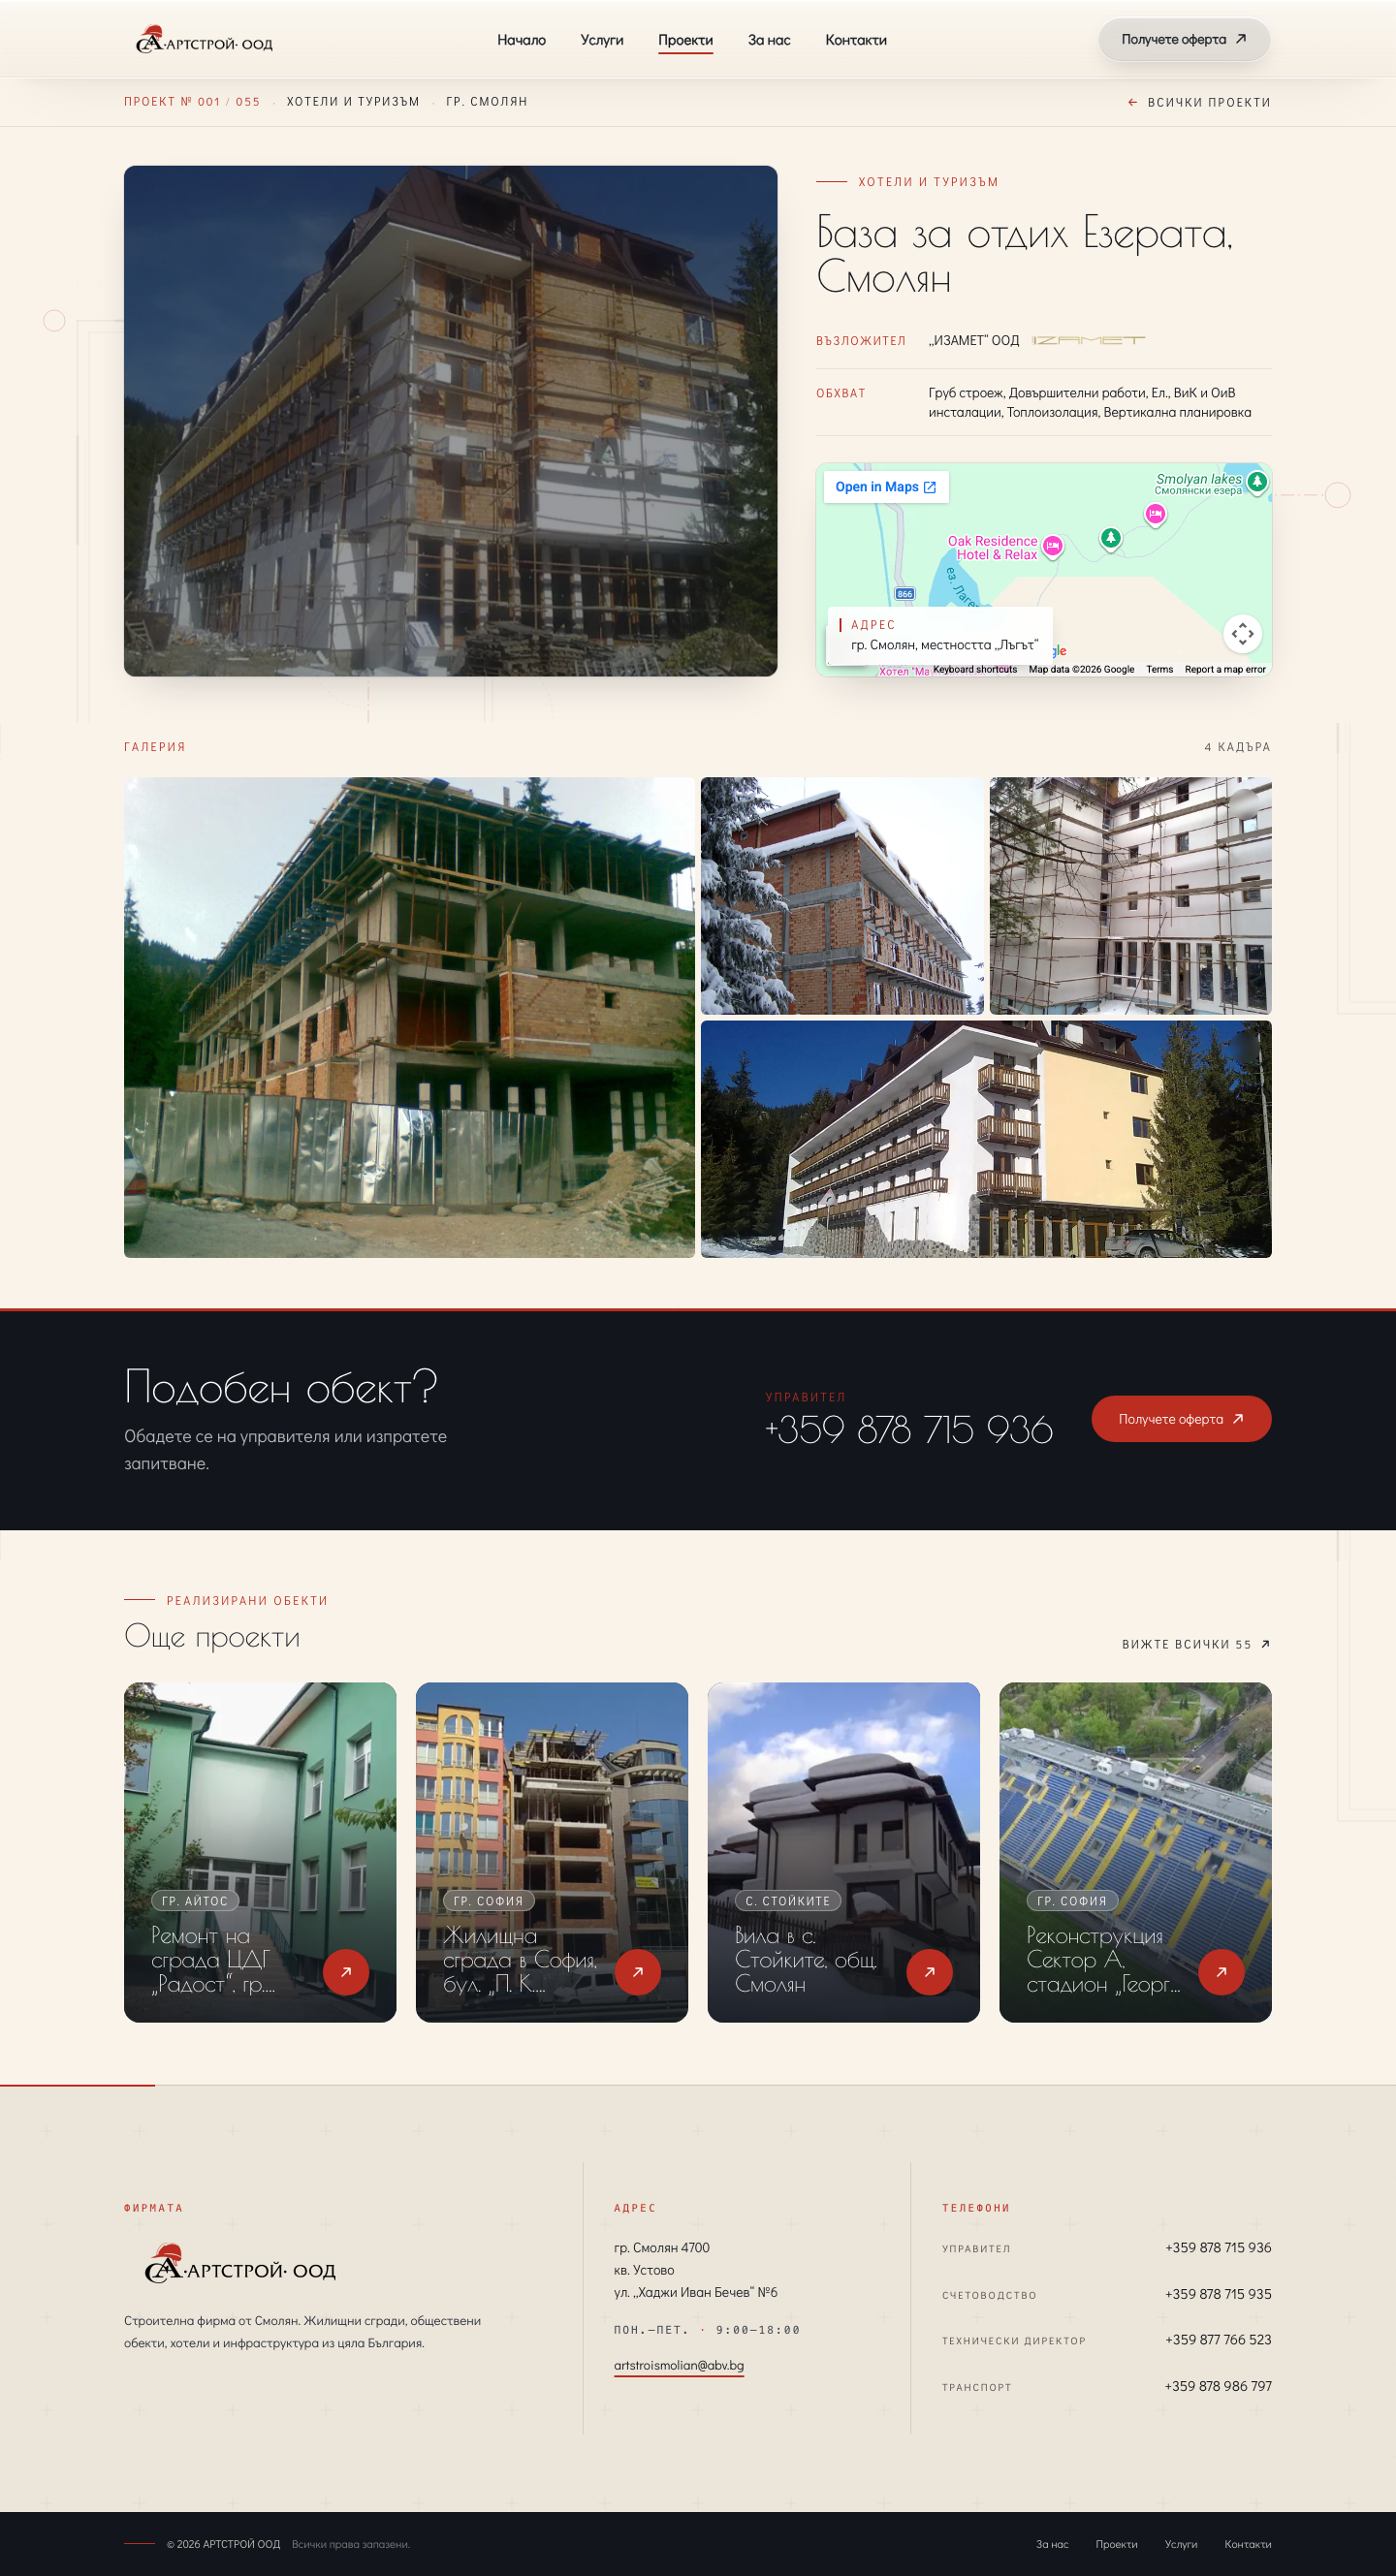 АРТСТРОЙ· ООД
Начало
Услуги
Проекти
За нас
Контакти
Получете оферта
ПРОЕКТ № 001 / 055 · ХОТЕЛИ И ТУРИЗЪМ · ГР. СМОЛЯН
← ВСИЧКИ ПРОЕКТИ
ХОТЕЛИ И ТУРИЗЪМ
База за отдих Езерата,
Смолян
ВЪЗЛОЖИТЕЛ
„ИЗАМЕТ“ ООД
IZAMET
ОБХВАТ
Груб строеж, Довършителни работи, Ел., ВиК и ОиВ
инсталации, Топлоизолация, Вертикална планировка
Open in Maps
Smolyan lakes
Смолянски езера
Oak Residence
Hotel & Relax
866
АДРЕС
гр. Смолян, местността „Лъгът“
Keyboard shortcuts
Map data ©2026 Google
Terms
Report a map error
ГАЛЕРИЯ
4 КАДЪРА
Подобен обект?
Обадете се на управителя или изпратете
запитване.
УПРАВИТЕЛ
+359 878 715 936
Получете оферта
РЕАЛИЗИРАНИ ОБЕКТИ
Още проекти
ВИЖТЕ ВСИЧКИ 55
ГР. АЙТОС
Ремонт на
сграда ЦДГ
„Радост“, гр....
ГР. СОФИЯ
Жилищна
сграда в София,
бул. „П. К....
С. СТОЙКИТЕ
Вила в с.
Стойките, общ.
Смолян
ГР. СОФИЯ
Реконструкция
Сектор А,
стадион „Георг...
ФИРМАТА
АРТСТРОЙ· ООД
Строителна фирма от Смолян. Жилищни сгради, обществени
обекти, хотели и инфраструктура из цяла България.
АДРЕС
гр. Смолян 4700
кв. Устово
ул. „Хаджи Иван Бечев“ №6
ПОН.—ПЕТ. · 9:00—18:00
artstroismolian@abv.bg
ТЕЛЕФОНИ
УПРАВИТЕЛ
+359 878 715 936
СЧЕТОВОДСТВО
+359 878 715 935
ТЕХНИЧЕСКИ ДИРЕКТОР
+359 877 766 523
ТРАНСПОРТ
+359 878 986 797
© 2026 АРТСТРОЙ ООД
Всички права запазени.
За нас
Проекти
Услуги
Контакти